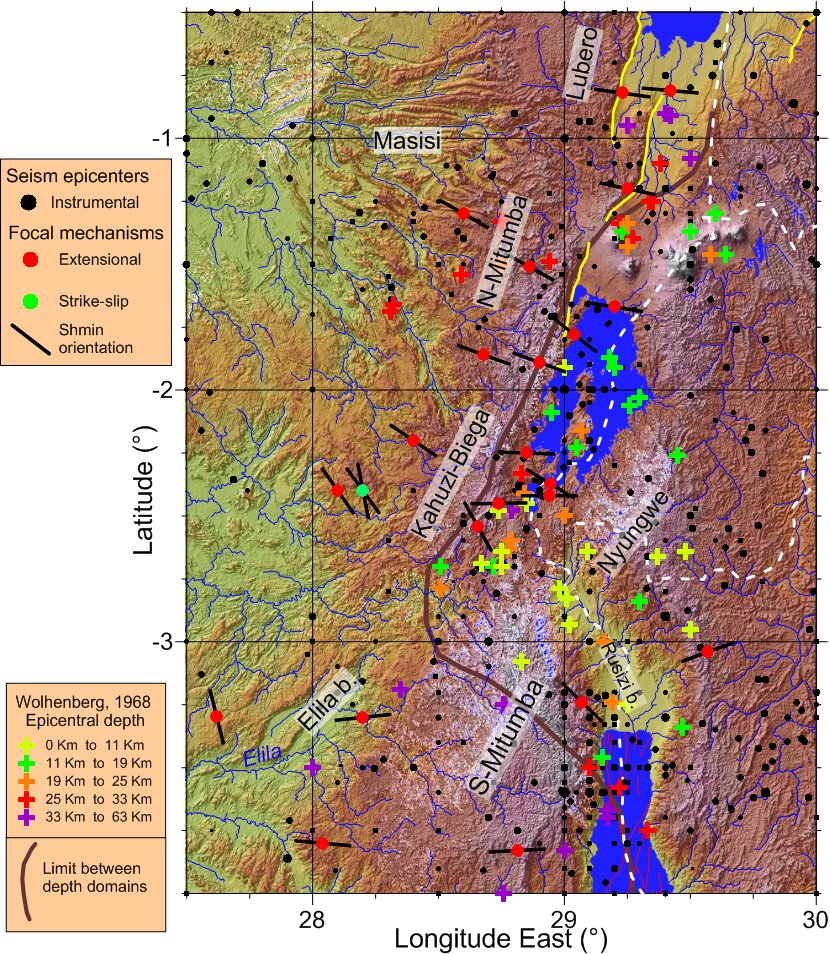 Seism epicenters
Instrumental
Focal mechanisms
Extensional
Strike-slip
Shmin
orientation
Wolhenberg, 1968
Epicentral depth
0 Km to 11 Km
11 Km to 19 Km
19 Km to 25 Km
25 Km to 33 Km
33 Km to 63 Km
Limit between
depth domains
Latitude (°)
-1
-2
-3
Lubero
Masisi
N-Mitumba
Kahuzi-Biega
Nyungwe
Rusizi b.
Elila b.
Elila
S-Mitumba
28
29
30
Longitude East (°)